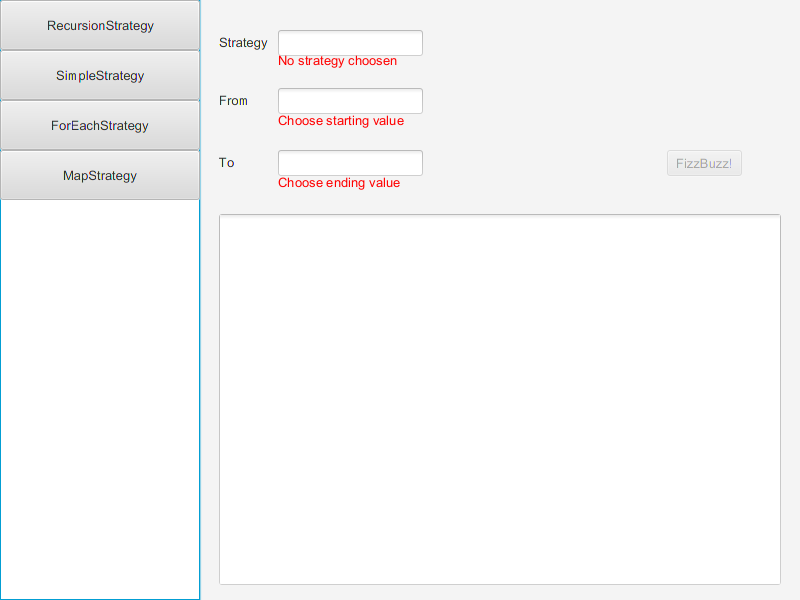 RecursionStrategy
SimpleStrategy
ForEachStrategy
MapStrategy
Strategy
No strategy choosen
From
Choose starting value
To
FizzBuzz!
Choose ending value